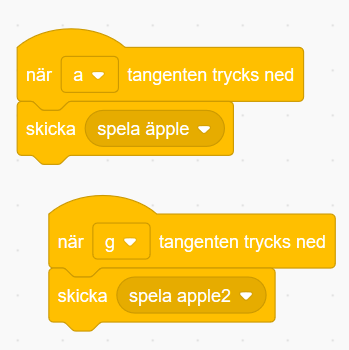 när a tangenten trycks ned
skicka spela äpple
när g tangenten trycks ned
skicka spela apple2